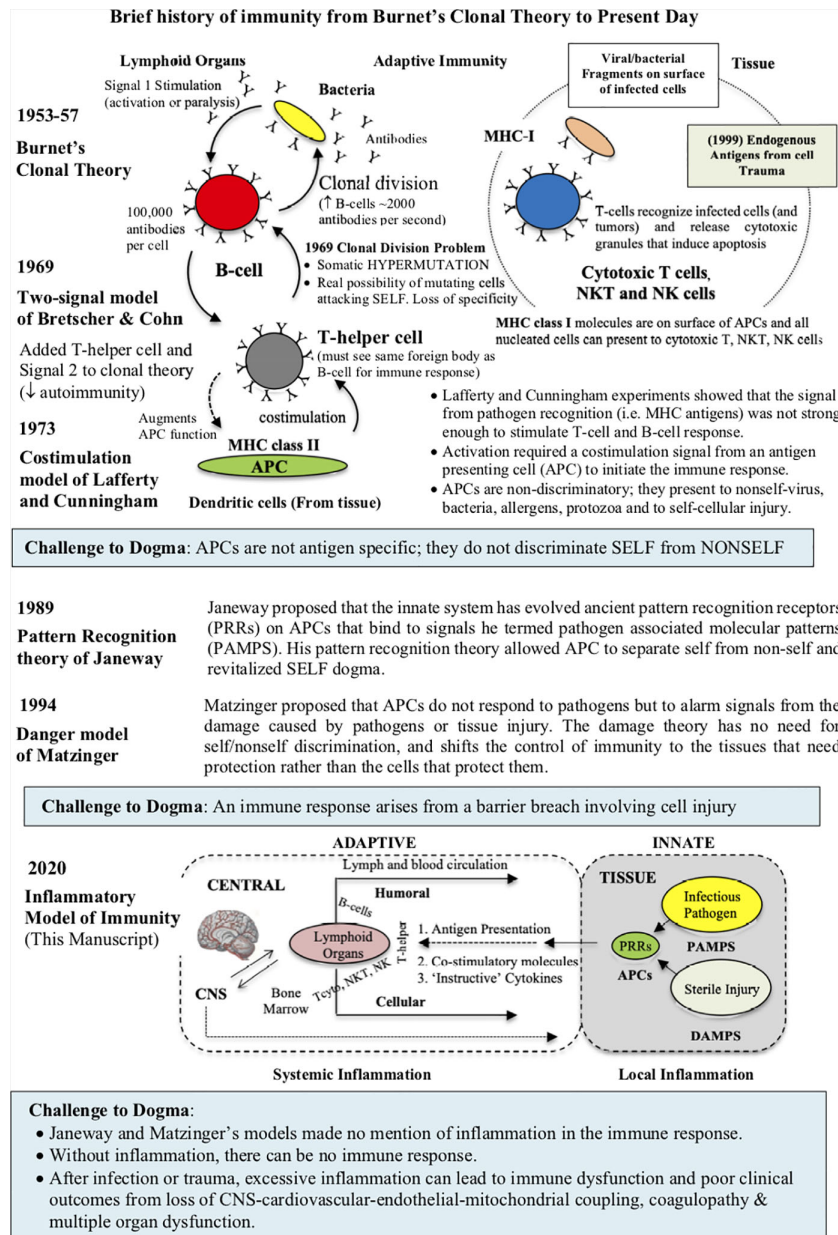 Brief history of immunity from Burnet's Clonal Theory to Present Day
Lymphoid Organs
Adaptive Immunity
Tissue
Signal 1 Stimulation
(activation or paralysis)
Bacteria
Antibodies
Viral/bacterial
Fragments on surface
of infected cells
1953-57
Burnet's
Clonal Theory
MHC-I
(1999) Endogenous
Antigens from cell
Trauma
Clonal division
(↑ B-cells ~2000
antibodies per second)
100,000
antibodies
per cell
B-cell
T-cells recognize infected cells (and
tumors) and release cytotoxic
granules that induce apoptosis
Cytotoxic T cells,
NKT and NK cells
1969 Clonal Division Problem
• Somatic HYPERMUTATION
• Real possibility of mutating cells
attacking SELF. Loss of specificity
1969
Two-signal model
of Bretscher & Cohn
Added T-helper cell and
Signal 2 to clonal theory
(↓ autoimmunity)
MHC class I molecules are on surface of APCs and all
nucleated cells can present to cytotoxic T, NKT, NK cells
T-helper cell
(must see same foreign body as
B-cell for immune response)
Augments
APC function
costimulation
1973
Costimulation
model of Lafferty
and Cunningham
MHC class II
APC
Dendritic cells (From tissue)
• Lafferty and Cunningham experiments showed that the signal
from pathogen recognition (i.e. MHC antigens) was not strong
enough to stimulate T-cell and B-cell response.
• Activation required a costimulation signal from an antigen
presenting cell (APC) to initiate the immune response.
• APCs are non-discriminatory; they present to nonself-virus,
bacteria, allergens, protozoa and to self-cellular injury.
Challenge to Dogma: APCs are not antigen specific; they do not discriminate SELF from NONSELF
1989
Pattern Recognition
theory of Janeway
Janeway proposed that the innate system has evolved ancient pattern recognition receptors
(PRRs) on APCs that bind to signals he termed pathogen associated molecular patterns
(PAMPS). His pattern recognition theory allowed APC to separate self from non-self and
revitalized SELF dogma.
1994
Danger model
of Matzinger
Matzinger proposed that APCs do not respond to pathogens but to alarm signals from the
damage caused by pathogens or tissue injury. The damage theory has no need for
self/nonself discrimination, and shifts the control of immunity to the tissues that need
protection rather than the cells that protect them.
Challenge to Dogma: An immune response arises from a barrier breach involving cell injury
2020
Inflammatory
Model of Immunity
(This Manuscript)
ADAPTIVE
INNATE
CENTRAL
Lymph and blood circulation
Humoral
B-cells
Lymphoid
Organs
T-helper
1. Antigen Presentation
2. Co-stimulatory molecules
3. 'Instructive' Cytokines
CNS
Bone
Marrow
Tcyto, NKT, NK
Cellular
TISSUE
Infectious
Pathogen
PRRs
PAMPS
APCs
Sterile Injury
DAMPS
Systemic Inflammation
Local Inflammation
Challenge to Dogma:
• Janeway and Matzinger's models made no mention of inflammation in the immune response.
• Without inflammation, there can be no immune response.
• After infection or trauma, excessive inflammation can lead to immune dysfunction and poor clinical
outcomes from loss of CNS-cardiovascular-endothelial-mitochondrial coupling, coagulopathy &
multiple organ dysfunction.